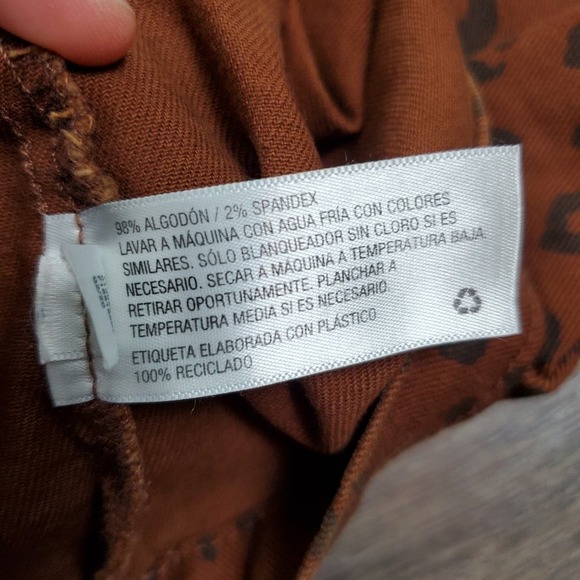 98% ALGODÓN / 2% SPANDEX
LAVAR A MÁQUINA CON AGUA FRÍA CON COLORES
SIMILARES. SÓLO BLANQUEADOR SIN CLORO SI ES
NECESARIO. SECAR A MÁQUINA A TEMPERATURA BAJA.
RETIRAR OPORTUNAMENTE. PLANCHAR A
TEMPERATURA MEDIA SI ES NECESARIO.
ETIQUETA ELABORADA CON PLÁSTICO
100% RECICLADO